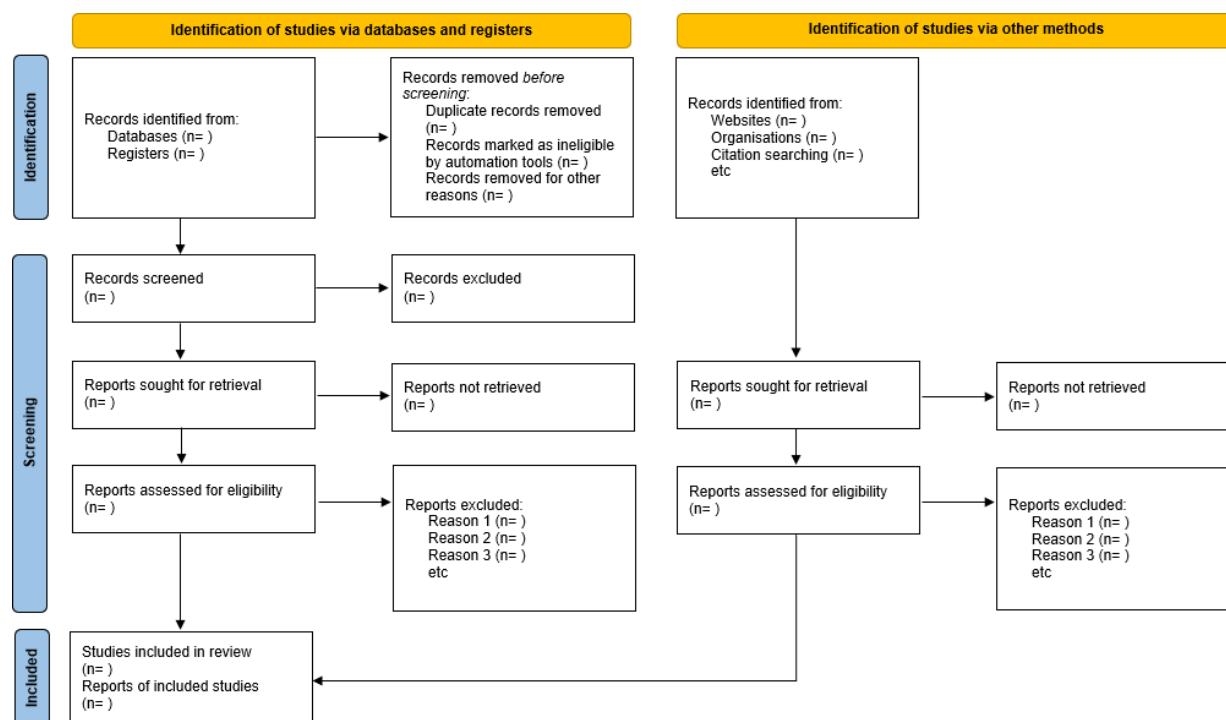 Identification of studies via databases and registers
Identification of studies via other methods
Identification
Records identified from:
Databases (n= )
Registers (n= )
Records removed before
screening:
Duplicate records removed
(n= )
Records marked as ineligible
by automation tools (n= )
Records removed for other
reasons (n= )
Records identified from:
Websites (n= )
Organisations (n= )
Citation searching (n= )
etc
Screening
Records screened
(n= )
Records excluded
(n= )
Reports sought for retrieval
(n= )
Reports not retrieved
(n= )
Reports sought for retrieval
(n= )
Reports not retrieved
(n= )
Reports assessed for eligibility
(n= )
Reports excluded:
Reason 1 (n= )
Reason 2 (n= )
Reason 3 (n= )
etc
Reports assessed for eligibility
(n= )
Reports excluded:
Reason 1 (n= )
Reason 2 (n= )
Reason 3 (n= )
etc
Included
Studies included in review
(n= )
Reports of included studies
(n= )